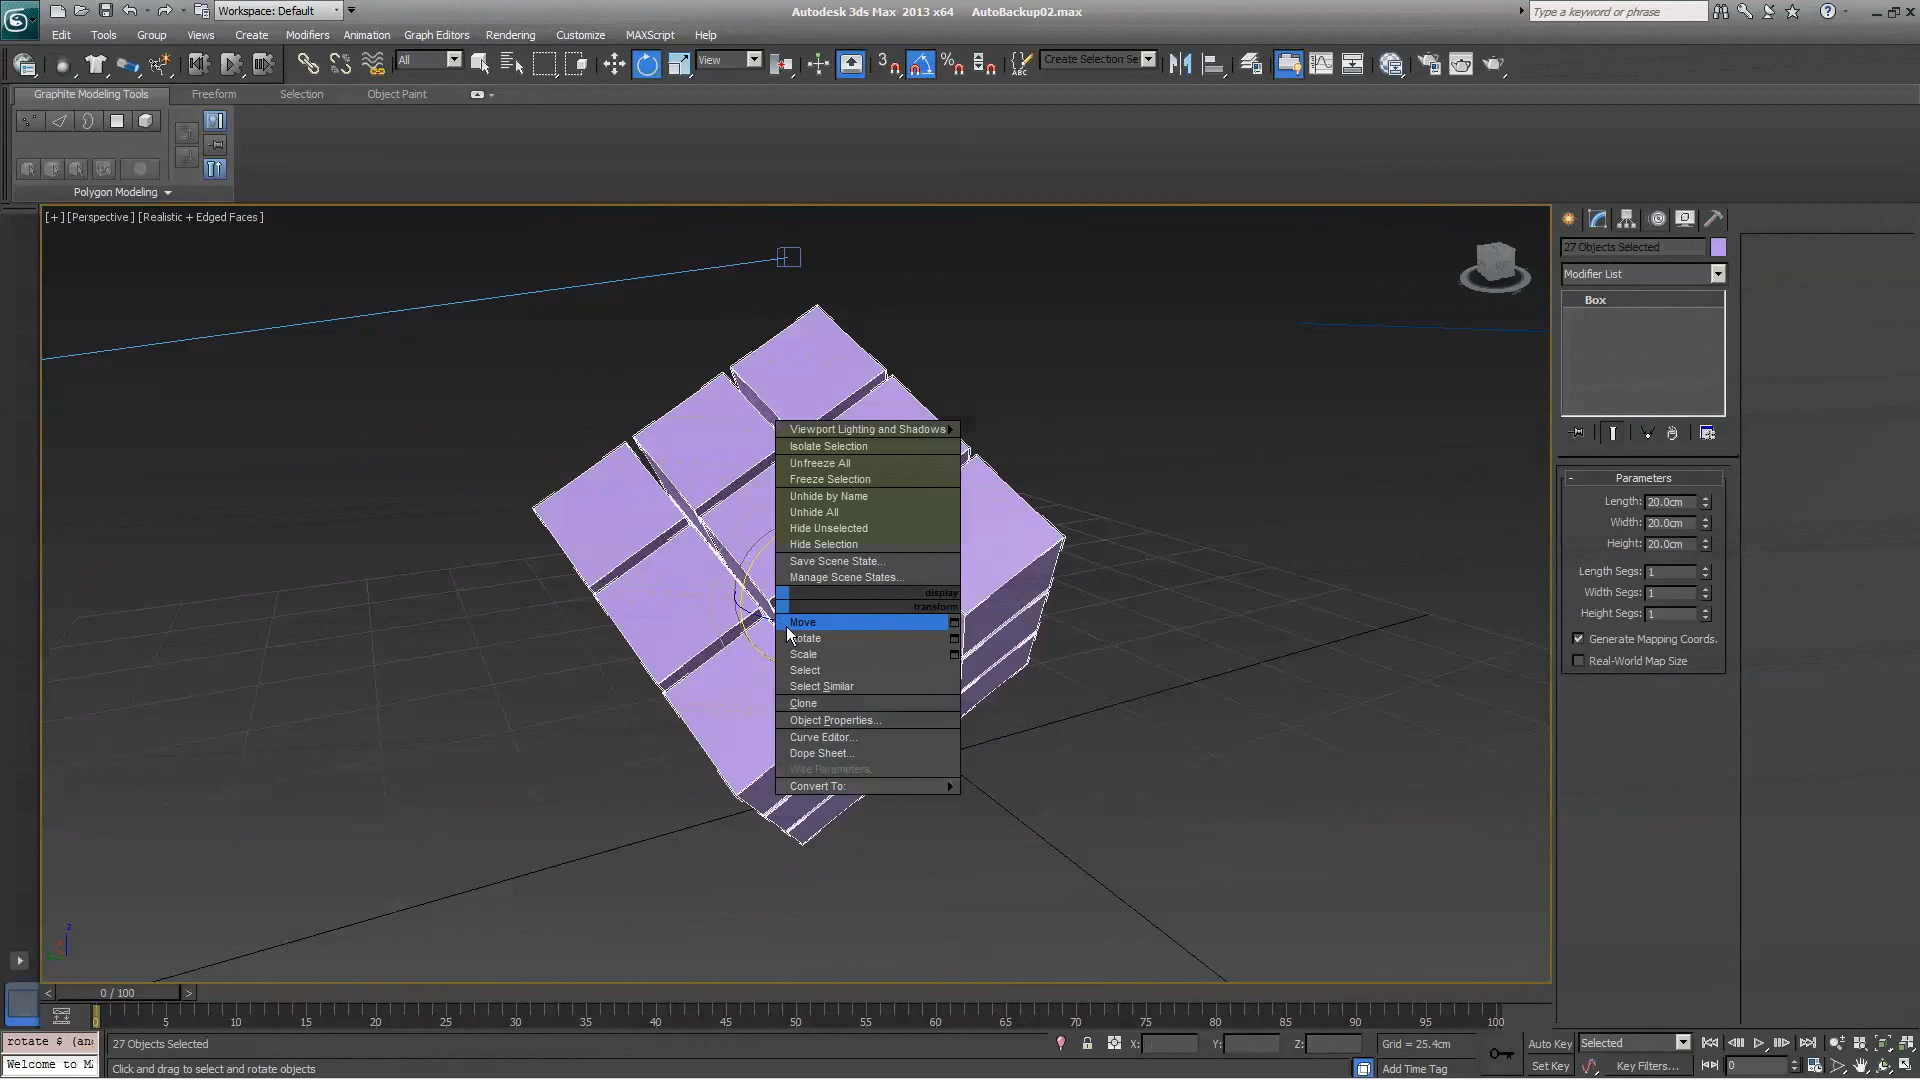 Workspace: Default
Autodesk 3ds Max 2013 x64 AutoBackup02.max
Type a keyword or phrase
Edit Tools Group Views Create Modifiers Animation Graph Editors Rendering Customize MAXScript Help
All
View
3
%
ABC
Create Selection Se
Graphite Modeling Tools Freeform Selection Object Paint
Polygon Modeling
[+] [Perspective] [Realistic + Edged Faces]
27 Objects Selected
Modifier List
Box
Viewport Lighting and Shadows
Isolate Selection
Unfreeze All
Freeze Selection
Unhide by Name
Unhide All
Hide Unselected
Hide Selection
Save Scene State...
Manage Scene States...
display
transform
Move
otate
Scale
Select
Select Similar
Clone
Object Properties...
Curve Editor...
Dope Sheet...
Wire Parameters.
Convert To:
- Parameters
Length: 20.0cm
Width: 20.0cm
Height: 20.0cm
Length Segs: 1
Width Segs: 1
Height Segs: 1
Generate Mapping Coords.
Real-World Map Size
z
< 0 / 100 >
0 5 10 15 20 25 30 35 40 45 50 55 60 65 70 75 80 85 90 95 100
rotate $ (an
27 Objects Selected
X: Y: Z: Grid = 25.4cm
Auto Key Selected
Welcome to M
Click and drag to select and rotate objects
Add Time Tag
Set Key Key Filters... 0